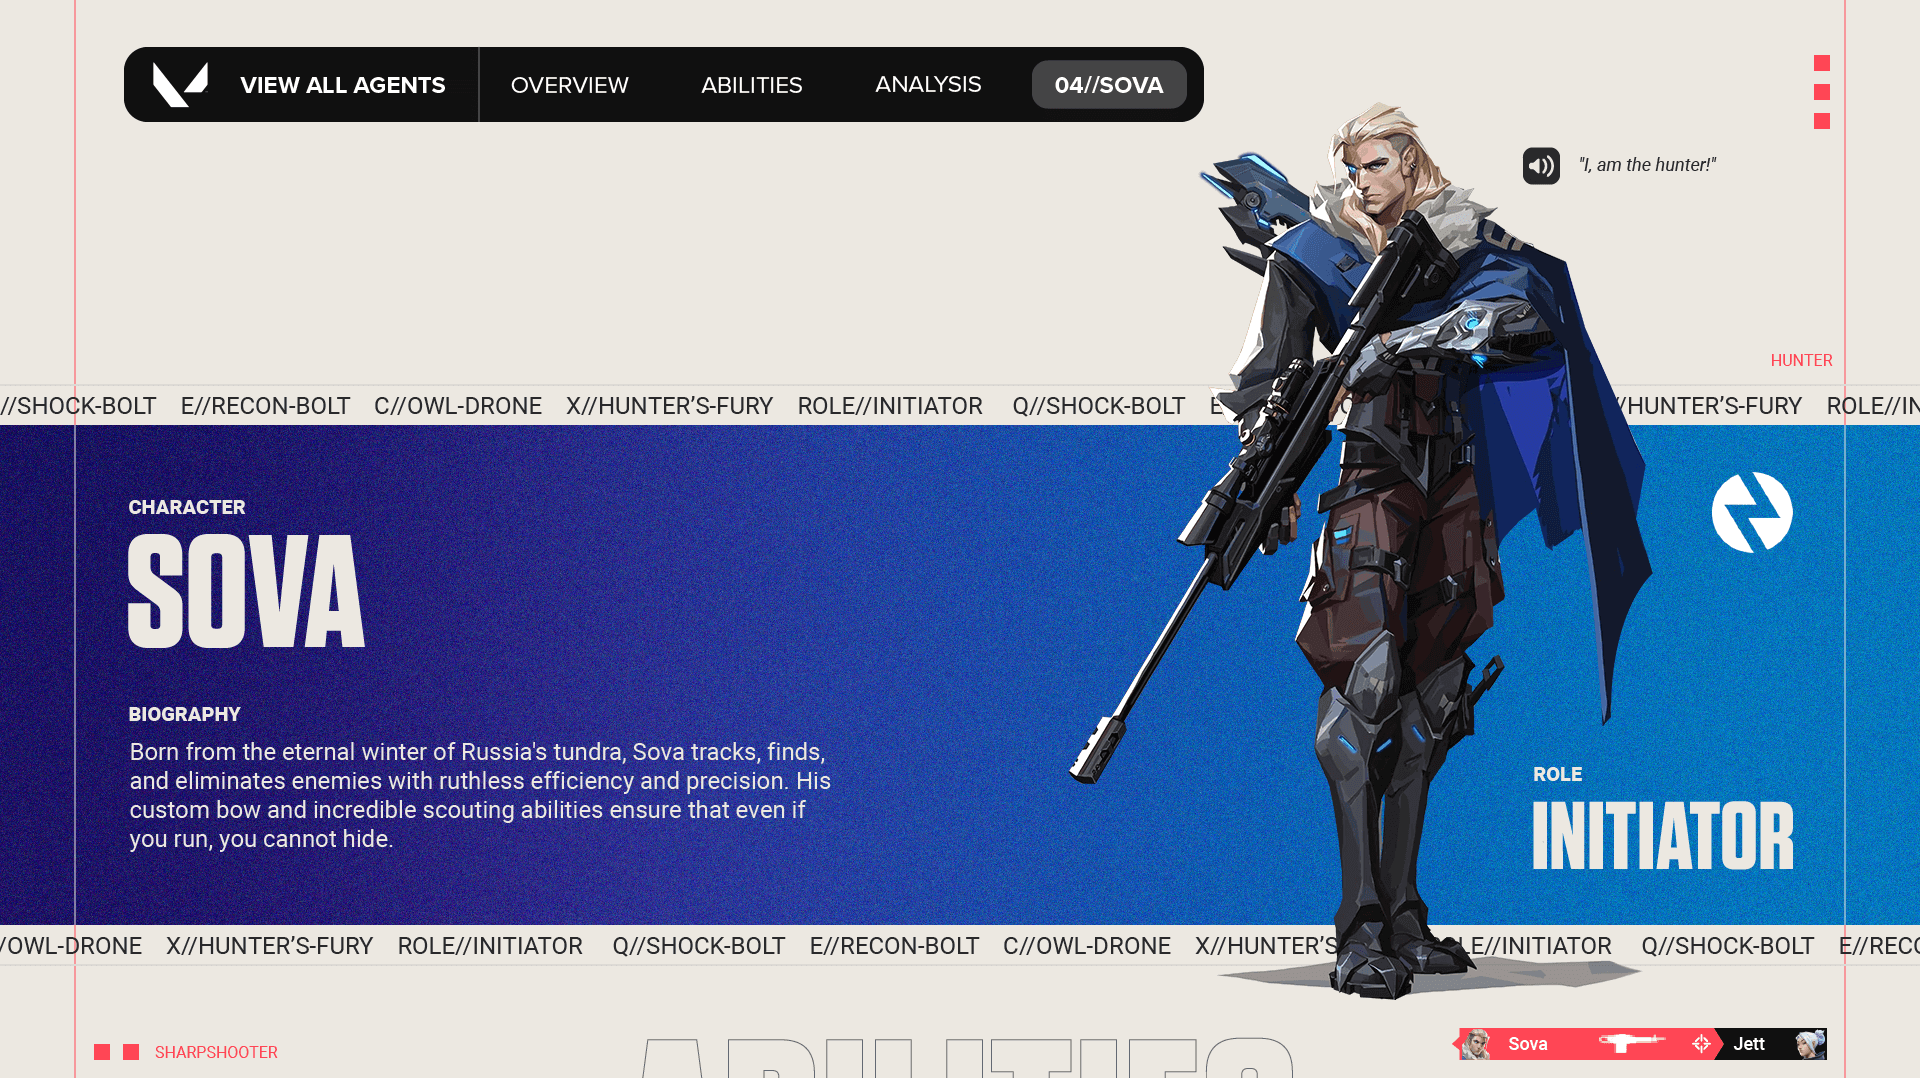 VIEW ALL AGENTS OVERVIEW ABILITIES ANALYSIS 04//SOVA
"I, am the hunter!"
HUNTER
//SHOCK-BOLT E//RECON-BOLT C//OWL-DRONE X//HUNTER’S-FURY ROLE//INITIATOR Q//SHOCK-BOLT E /HUNTER’S-FURY ROLE//IN
CHARACTER
SOVA
BIOGRAPHY
Born from the eternal winter of Russia's tundra, Sova tracks, finds,
and eliminates enemies with ruthless efficiency and precision. His
custom bow and incredible scouting abilities ensure that even if
you run, you cannot hide.
ROLE
INITIATOR
/OWL-DRONE X//HUNTER’S-FURY ROLE//INITIATOR Q//SHOCK-BOLT E//RECON-BOLT C//OWL-DRONE X//HUNTER’S LE//INITIATOR Q//SHOCK-BOLT E//RECO
SHARPSHOOTER
ABILITIES
Sova Jett